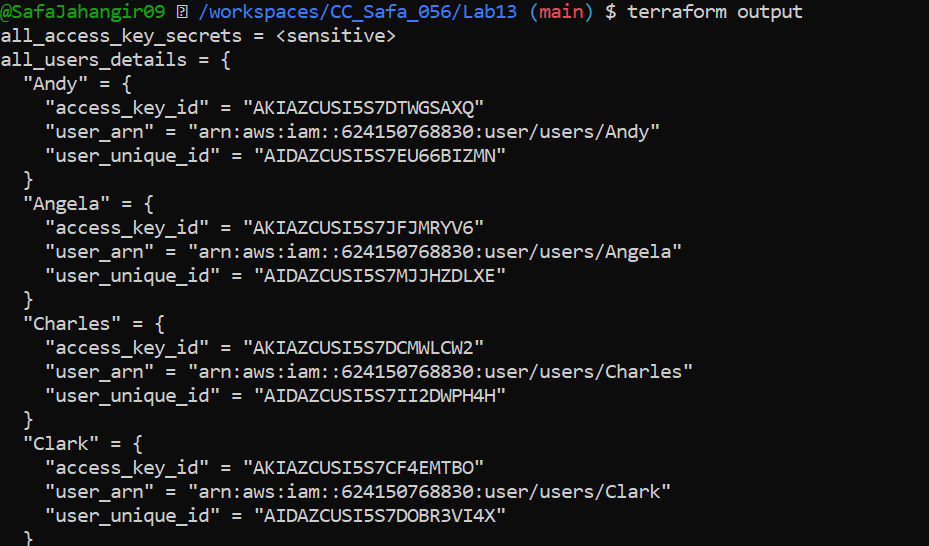 @SafaJahangir09 /workspaces/CC_Safa_056/Lab13 (main) $ terraform output
all_access_key_secrets = <sensitive>
all_users_details = {
  "Andy" = {
    "access_key_id" = "AKIAZCUSI5S7DTWGSAXQ"
    "user_arn" = "arn:aws:iam::624150768830:user/users/Andy"
    "user_unique_id" = "AIDAZCUSI5S7EU66BIZMN"
  }
  "Angela" = {
    "access_key_id" = "AKIAZCUSI5S7JFJMRYV6"
    "user_arn" = "arn:aws:iam::624150768830:user/users/Angela"
    "user_unique_id" = "AIDAZCUSI5S7MJJHZDLXE"
  }
  "Charles" = {
    "access_key_id" = "AKIAZCUSI5S7DCMWLCW2"
    "user_arn" = "arn:aws:iam::624150768830:user/users/Charles"
    "user_unique_id" = "AIDAZCUSI5S7II2DWPH4H"
  }
  "Clark" = {
    "access_key_id" = "AKIAZCUSI5S7CF4EMTBO"
    "user_arn" = "arn:aws:iam::624150768830:user/users/Clark"
    "user_unique_id" = "AIDAZCUSI5S7DOBR3VI4X"
  }